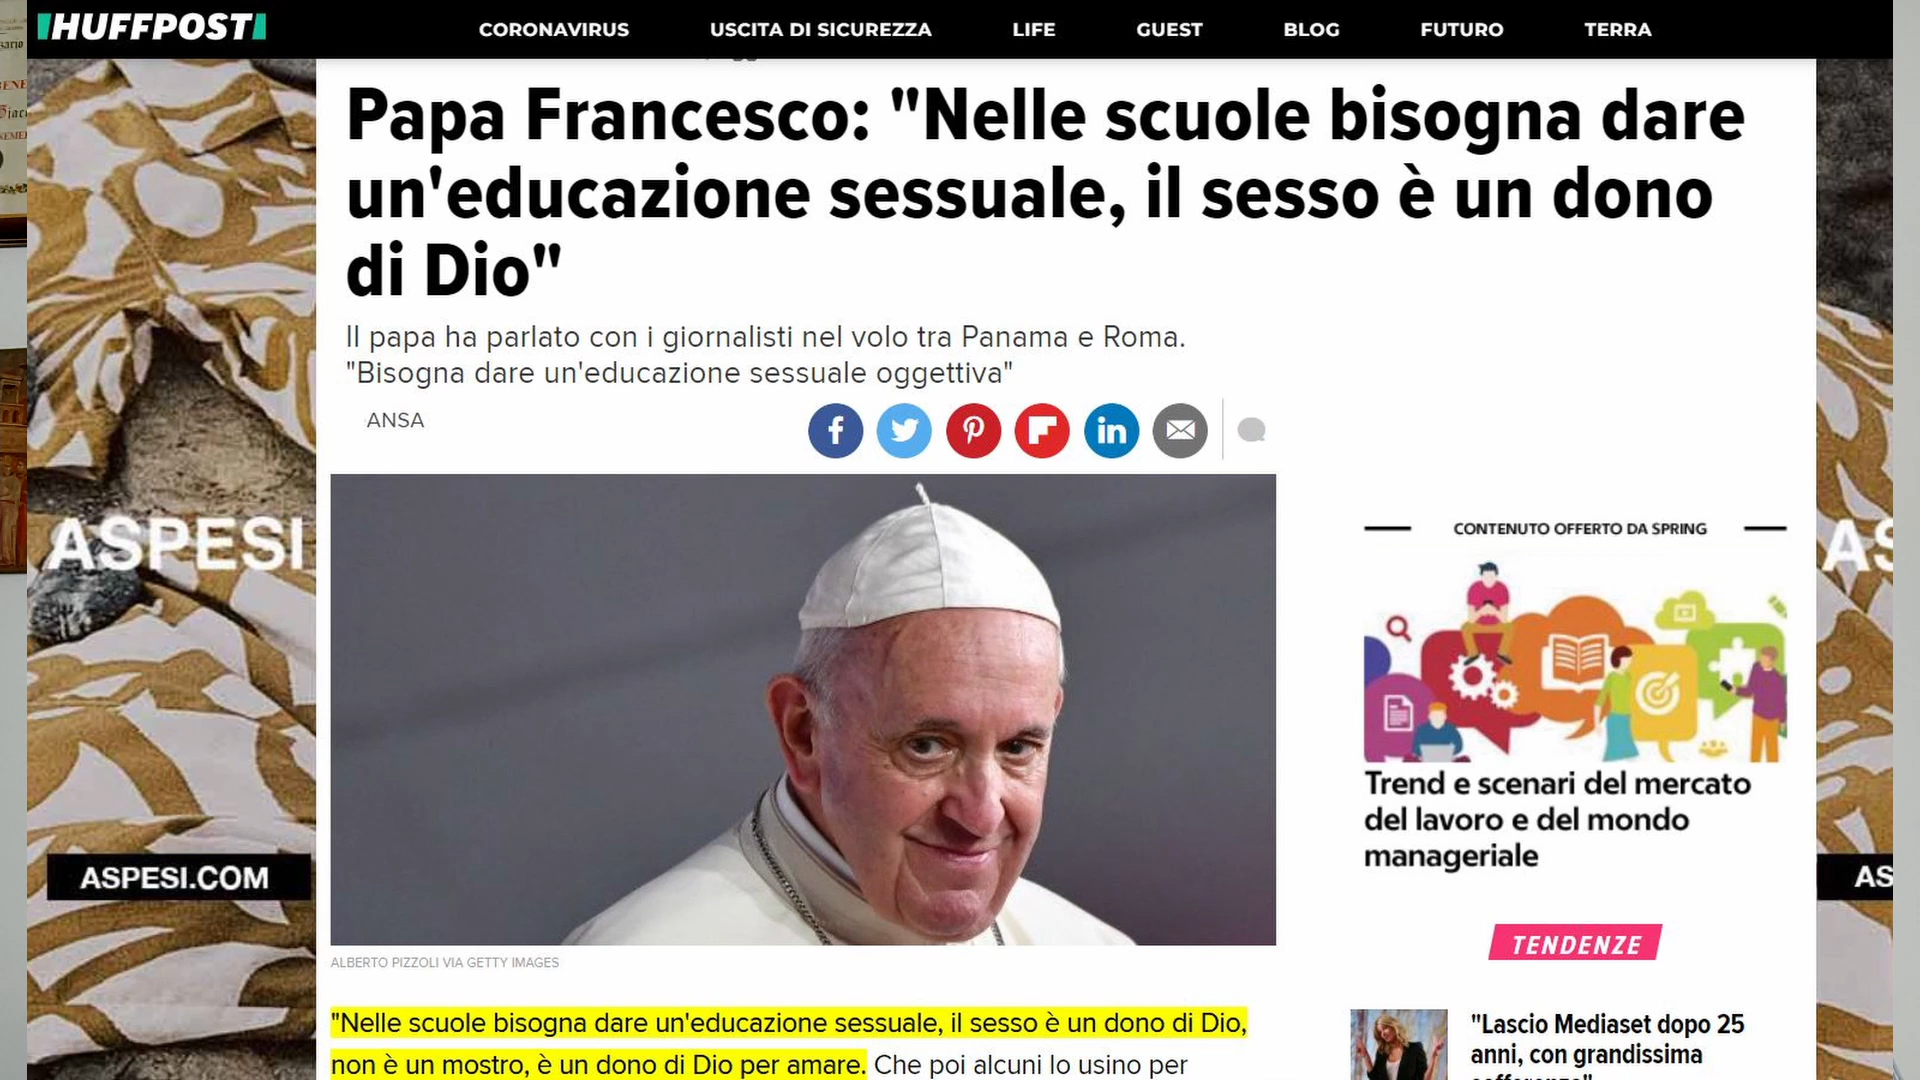 HUFFPOST
CORONAVIRUS USCITA DI SICUREZZA LIFE GUEST BLOG FUTURO TERRA
Papa Francesco: "Nelle scuole bisogna dare
un'educazione sessuale, il sesso è un dono
di Dio"
Il papa ha parlato con i giornalisti nel volo tra Panama e Roma.
"Bisogna dare un'educazione sessuale oggettiva"
ANSA
ALBERTO PIZZOLI VIA GETTY IMAGES
"Nelle scuole bisogna dare un'educazione sessuale, il sesso è un dono di Dio,
non è un mostro, è un dono di Dio per amare. Che poi alcuni lo usino per
CONTENUTO OFFERTO DA SPRING
Trend e scenari del mercato
del lavoro e del mondo
manageriale
TENDENZE
"Lascio Mediaset dopo 25
anni, con grandissima
ASPESI
ASPESI.COM
AS
AS